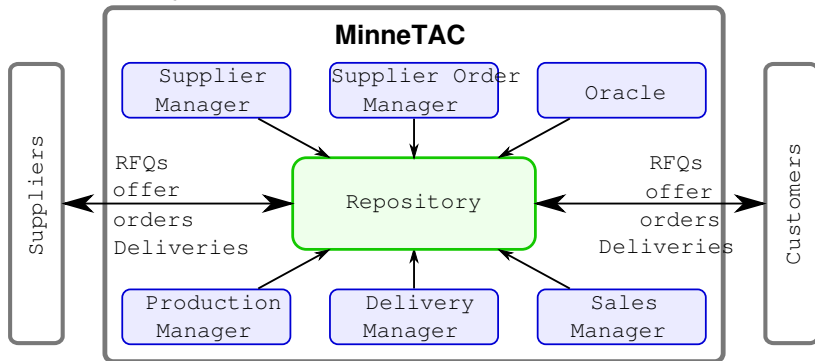 MinneTAC
Supplier
Manager
Supplier Order
Manager
Oracle
Suppliers
RFQs
offer
orders
Deliveries
Repository
RFQs
offer
orders
Deliveries
Customers
Production
Manager
Delivery
Manager
Sales
Manager